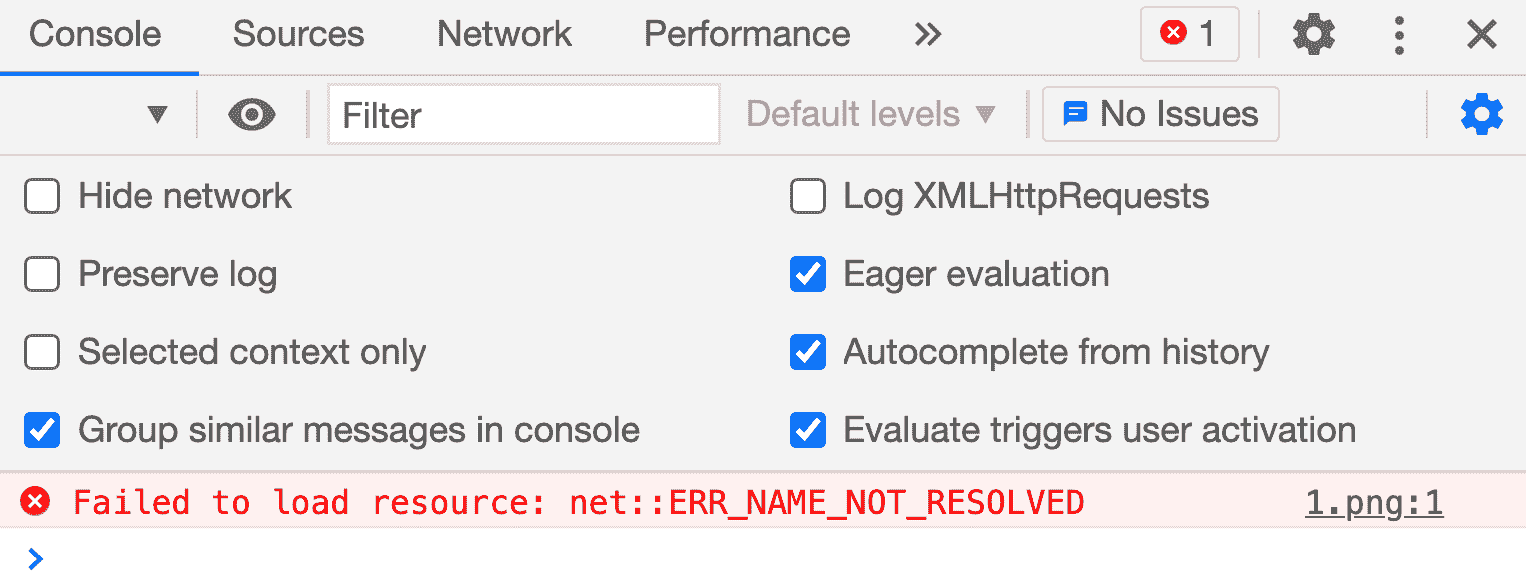 Console Sources Network Performance 1
Filter Default levels No Issues
Hide network Log XMLHttpRequests
Preserve log Eager evaluation
Selected context only Autocomplete from history
Group similar messages in console Evaluate triggers user activation
Failed to load resource: net::ERR_NAME_NOT_RESOLVED 1.png:1